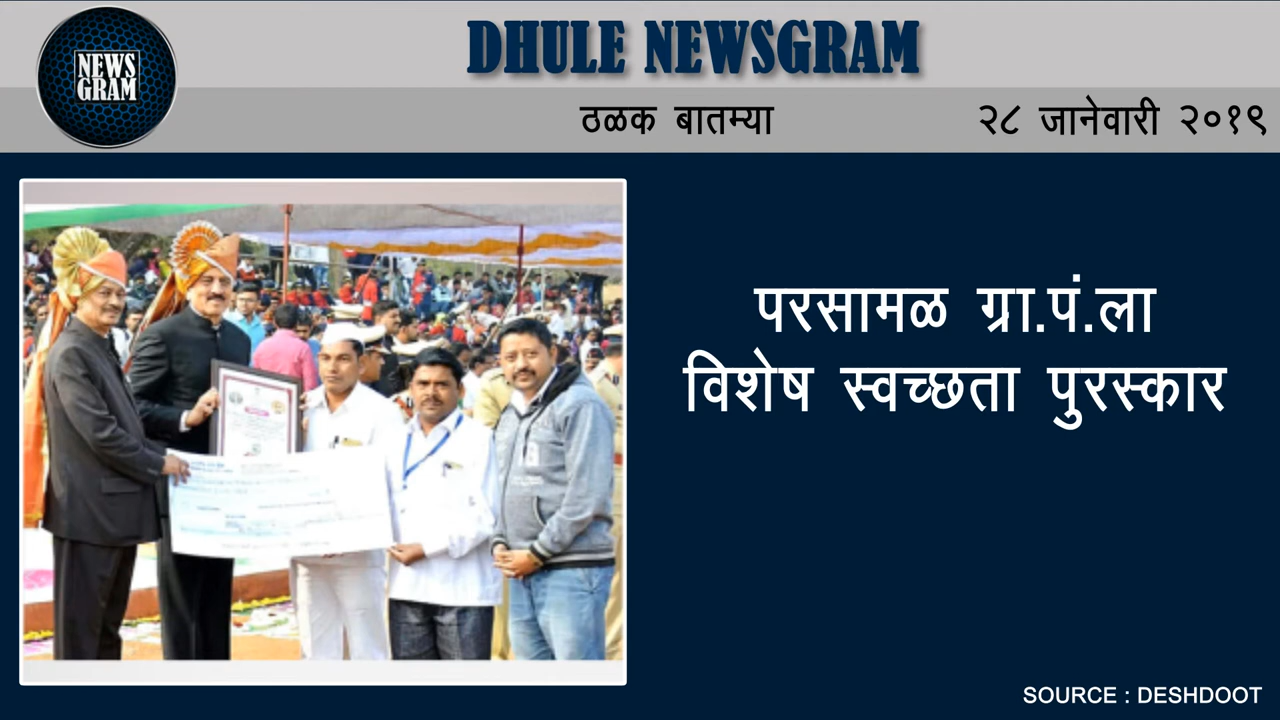 NEWS
GRAM
DHULE NEWSGRAM
ठळक बातम्या
२८ जानेवारी २०१९
परसामळ ग्रा.पं.ला
विशेष स्वच्छता पुरस्कार
SOURCE : DESHDOOT